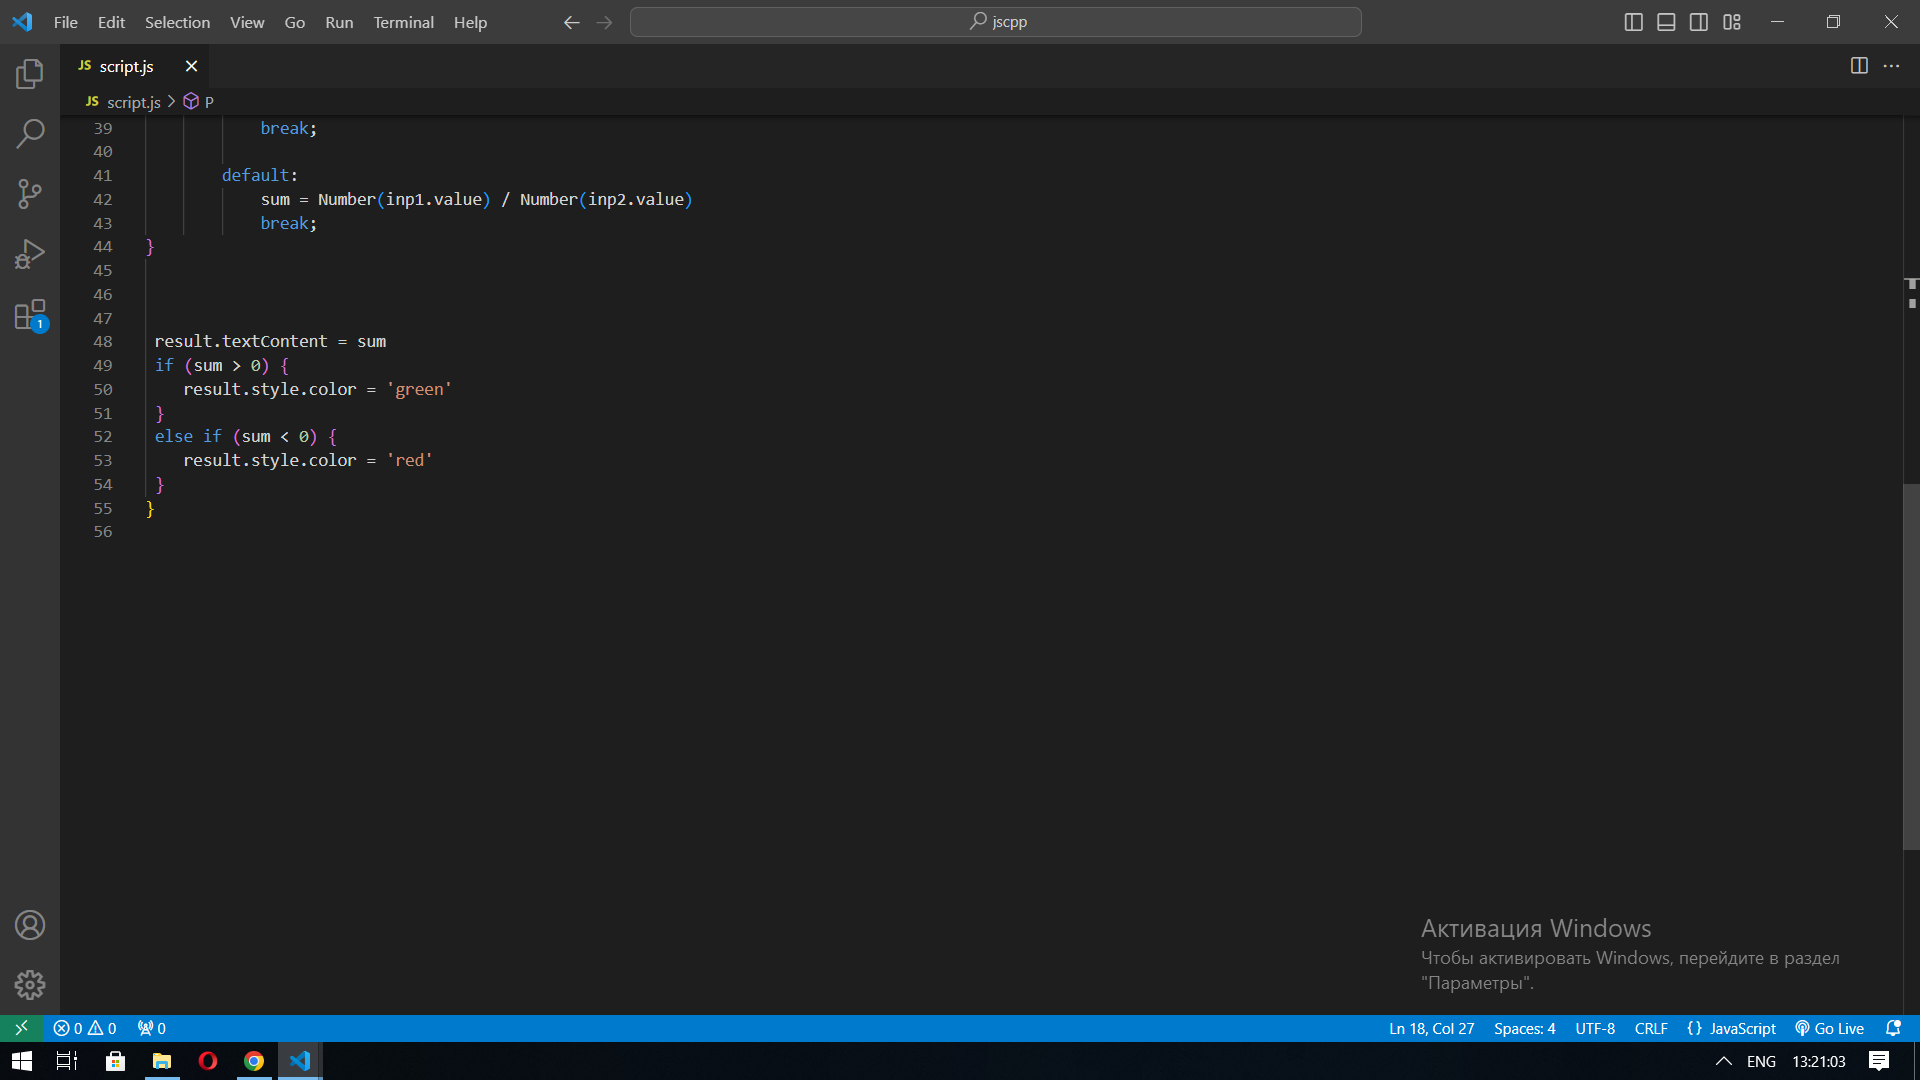 File Edit Selection View Go Run Terminal Help jscpp
JS script.js
JS script.js > P
39 break;
40
41 default:
42 sum = Number(inp1.value) / Number(inp2.value)
43 break;
44 }
45
46
47
48 result.textContent = sum
49 if (sum > 0) {
50 result.style.color = 'green'
51 }
52 else if (sum < 0) {
53 result.style.color = 'red'
54 }
55 }
56
1
Активация Windows
Чтобы активировать Windows, перейдите в раздел
"Параметры".
0 0 0 Ln 18, Col 27 Spaces: 4 UTF-8 CRLF {} JavaScript Go Live
ENG 13:21:03